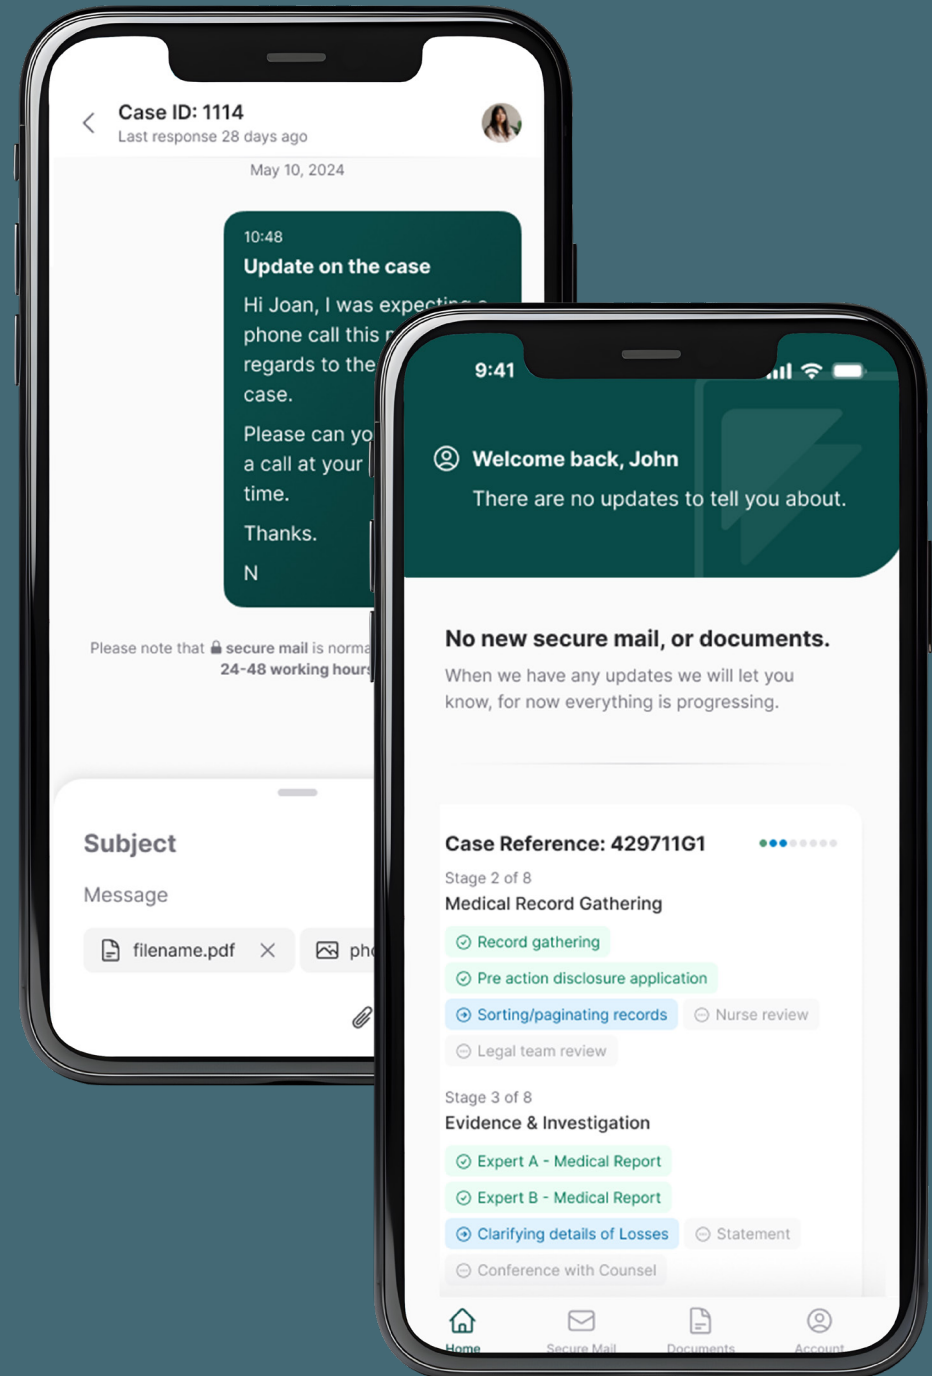 Case ID: 1114
Last response 28 days ago
May 10, 2024
10:48
Update on the case
Hi Joan, I was expecting a
phone call this
regards to the
case.
Please can yo
a call at your
time.
Thanks.
N
Please note that secure mail is norma
24-48 working hours
Subject
Message
filename.pdf
pho
9:41
Welcome back, John
There are no updates to tell you about.
No new secure mail, or documents.
When we have any updates we will let you
know, for now everything is progressing.
Case Reference: 429711G1
Stage 2 of 8
Medical Record Gathering
Record gathering
Pre action disclosure application
Sorting/paginating records
Nurse review
Legal team review
Stage 3 of 8
Evidence & Investigation
Expert A - Medical Report
Expert B - Medical Report
Clarifying details of Losses
Statement
Conference with Counsel
Home
Secure Mail
Documents
Account